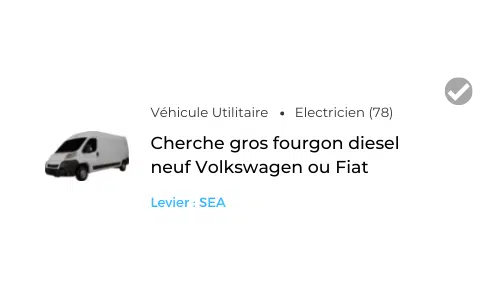 Véhicule Utilitaire • Electricien (78)
Cherche gros fourgon diesel
neuf Volkswagen ou Fiat
Levier : SEA